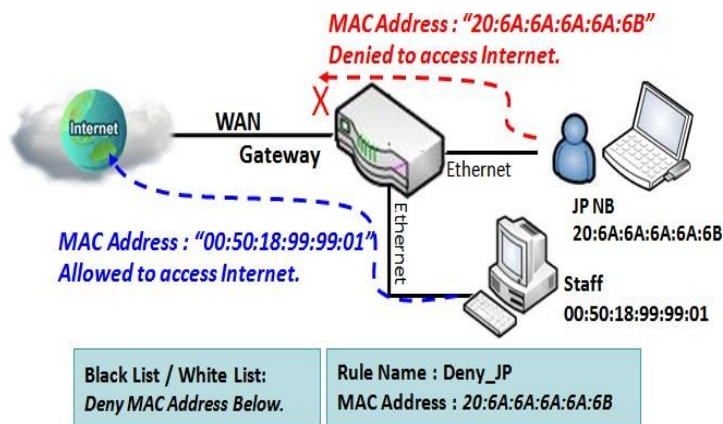 MAC Address : “20:6A:6A:6A:6A:6B”
Denied to access Internet.
X
WAN
Internet
Gateway
Ethernet
Ethernet
JP NB
20:6A:6A:6A:6A:6B
MAC Address : “00:50:18:99:99:01”
Allowed to access Internet.
Staff
00:50:18:99:99:01
Black List / White List:
Deny MAC Address Below.
Rule Name : Deny_JP
MAC Address : 20:6A:6A:6A:6A:6B